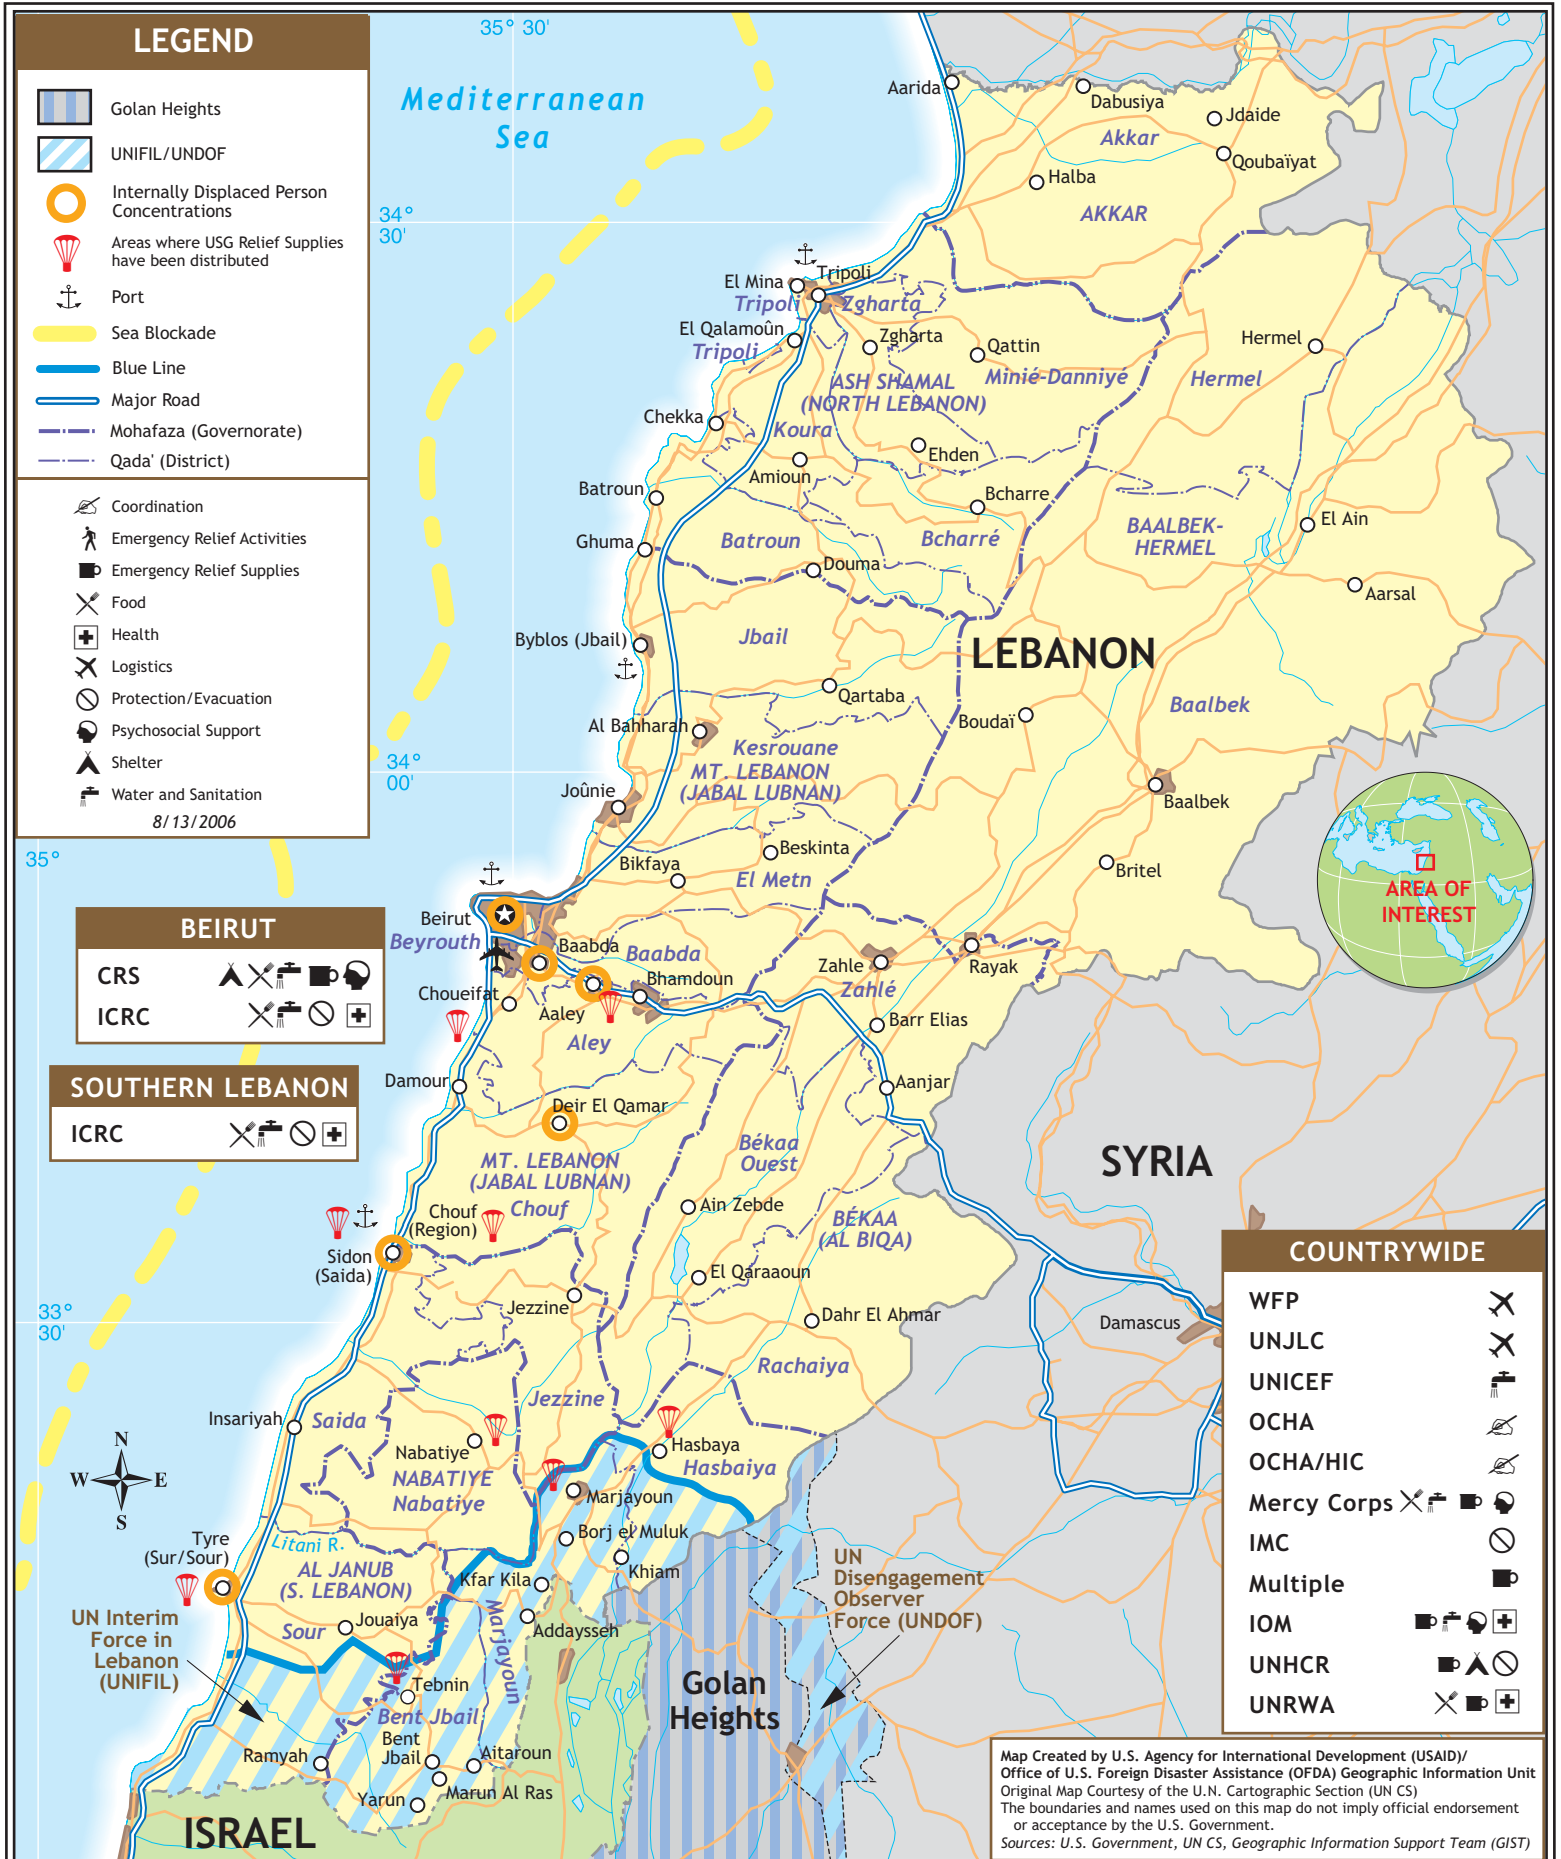 LEGEND
Golan Heights
UNIFIL/UNDOF
Internally Displaced Person
Concentrations
Areas where USG Relief Supplies
have been distributed
Port
Sea Blockade
Blue Line
Major Road
Mohafaza (Governorate)
Qada' (District)
Coordination
Emergency Relief Activities
Emergency Relief Supplies
Food
Health
Logistics
Protection/Evacuation
Psychosocial Support
Shelter
Water and Sanitation
8/13/2006
35° 30'
Mediterranean
Sea
34°
30'
34°
00'
35°
33°
30'
Aarida
Dabusiya
Jdaide
Akkar
Qoubaïyat
Halba
AKKAR
El Mina
Tripoli
Tripoli
Zgharta
El Qalamoûn
Tripoli
Zgharta
Qattin
Hermel
ASH SHAMAL
(NORTH LEBANON)
Minié-Danniyé
Hermel
Chekka
Koura
Ehden
Amioun
Batroun
Bcharre
El Ain
BAALBEK-
HERMEL
Ghuma
Batroun
Bcharré
Douma
Aarsal
Byblos (Jbail)
Jbail
LEBANON
Qartaba
Boudaï
Baalbek
Al Bahharah
Kesrouane
MT. LEBANON
(JABAL LUBNAN)
Joûnie
Baalbek
Beskinta
Bikfaya
El Metn
Britel
AREA OF
INTEREST
Beirut
Beyrouth
Baabda
Baabda
Bhamdoun
Zahle
Zahlé
Rayak
Choueifat
Aaley
Aley
Barr Elias
Damour
Aanjar
Deir El Qamar
Békaa
Ouest
MT. LEBANON
(JABAL LUBNAN)
Chouf
Chouf
(Region)
Ain Zebde
BÉKAA
(AL BIQA)
Sidon
(Saida)
El Qaraaoun
Jezzine
Dahr El Ahmar
SYRIA
Damascus
Rachaiya
Jezzine
Insariyah
Saida
Nabatiye
NABATIYE
Nabatiye
Hasbaya
Hasbaiya
Marjayoun
Borj el Muluk
Khiam
Litani R.
Tyre
(Sur/Sour)
AL JANUB
(S. LEBANON)
Kfar Kila
Jouaiya
Sour
Marjayoun
Addaysseh
UN Interim
Force in
Lebanon
(UNIFIL)
UN
Disengagement
Observer
Force (UNDOF)
Tebnin
Bent Jbail
Golan
Heights
Ramyah
Bent
Jbail
Aitaroun
Marun Al Ras
Yarun
ISRAEL
N
W
E
S
BEIRUT
CRS
ICRC
SOUTHERN LEBANON
ICRC
COUNTRYWIDE
WFP
UNJLC
UNICEF
OCHA
OCHA/HIC
Mercy Corps
IMC
Multiple
IOM
UNHCR
UNRWA
Map Created by U.S. Agency for International Development (USAID)/
Office of U.S. Foreign Disaster Assistance (OFDA) Geographic Information Unit
Original Map Courtesy of the U.N. Cartographic Section (UN CS)
The boundaries and names used on this map do not imply official endorsement
or acceptance by the U.S. Government.
Sources: U.S. Government, UN CS, Geographic Information Support Team (GIST)